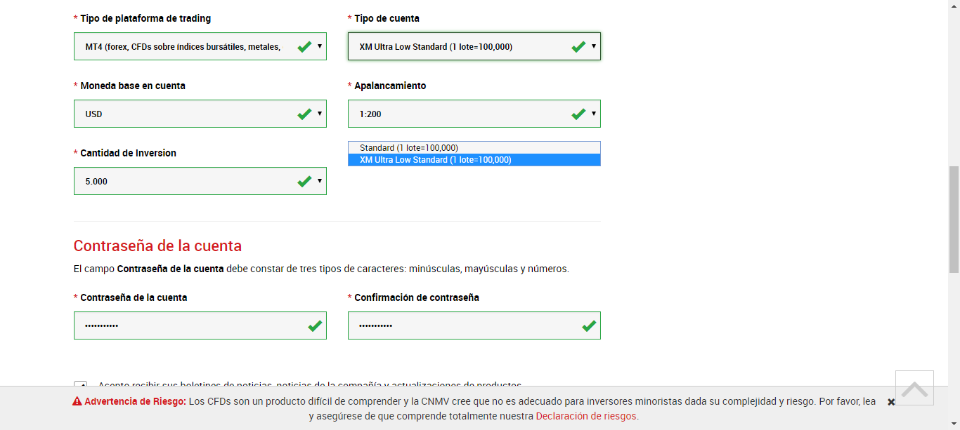 * Tipo de plataforma de trading
* Tipo de cuenta
MT4 (forex, CFDs sobre índices bursátiles, metales,
XM Ultra Low Standard (1 lote=100,000)
* Moneda base en cuenta
* Apalancamiento
USD
1:200
* Cantidad de Inversion
Standard (1 lote=100,000)
XM Ultra Low Standard (1 lote=100,000)
5.000
Contraseña de la cuenta
El campo Contraseña de la cuenta debe constar de tres tipos de caracteres: minúsculas, mayúsculas y números.
* Contraseña de la cuenta
* Confirmación de contraseña
•••••••••••
•••••••••••
Acepto recibir sus boletines de noticias, noticias de la compañía y actualizaciones de productos
Advertencia de Riesgo: Los CFDs son un producto difícil de comprender y la CNMV cree que no es adecuado para inversores minoristas dada su complejidad y riesgo. Por favor, lea
y asegúrese de que comprende totalmente nuestra Declaración de riesgos.